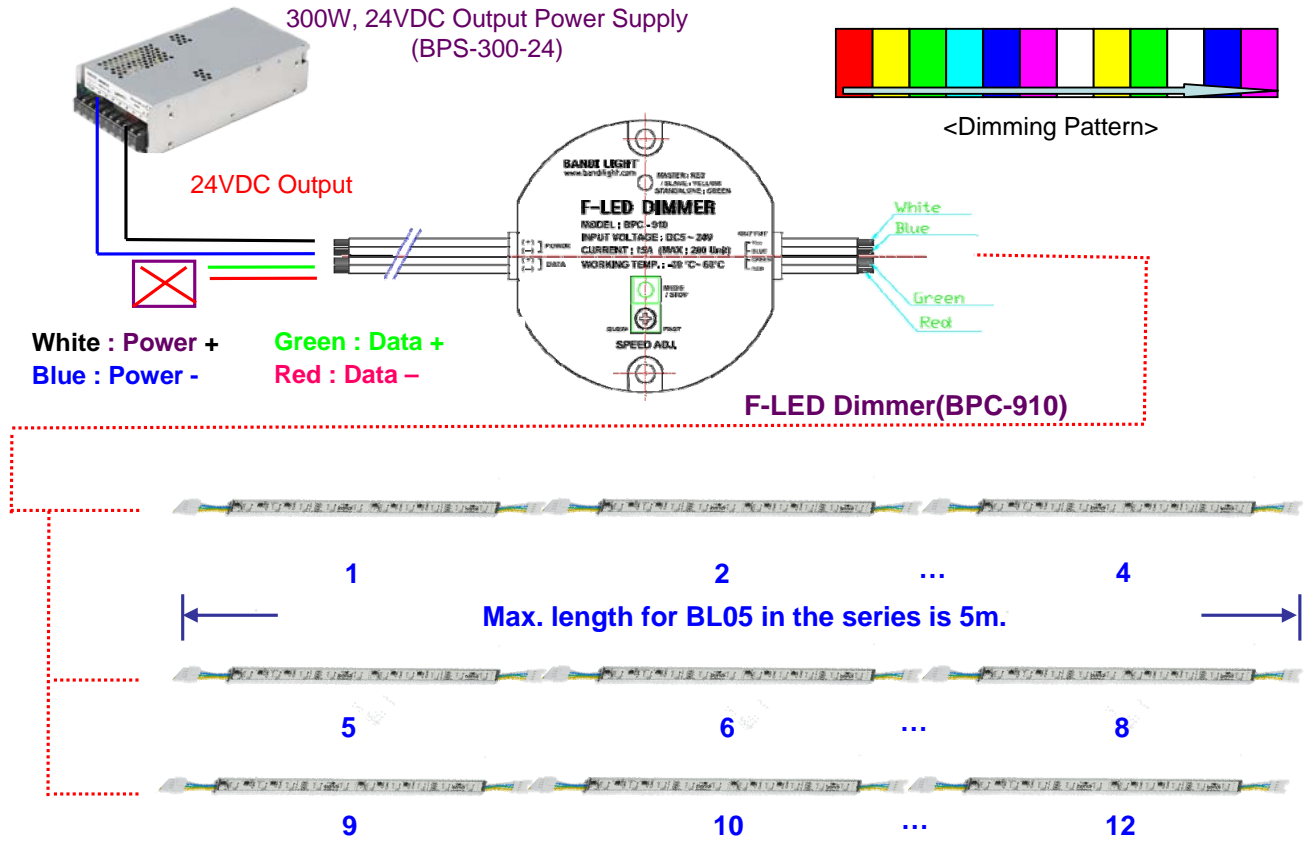 300W, 24VDC Output Power Supply
(BPS-300-24)
<Dimming Pattern>
24VDC Output
BANDI LIGHT
www.bandilight.com
MASTER : RED
/ SLAVE : YELLOW
STANDALONE : GREEN
F-LED DIMMER
MODEL : BPC-910
INPUT VOLTAGE : DC5 ~ 24V
CURRENT : 15A (MAX : 200 Unit)
WORKING TEMP. : -20 °C~ 60°C
(+)
(-)
POWER
(+)
(-)
DATA
OUTPUT
BLUE
GREEN
RED
/ STOP
FAST
SPEED ADJ.
White
Blue
Green
Red
White : Power +
Blue : Power -
Green : Data +
Red : Data –
F-LED Dimmer(BPC-910)
1
2
...
4
Max. length for BL05 in the series is 5m.
5
6
...
8
9
10
...
12